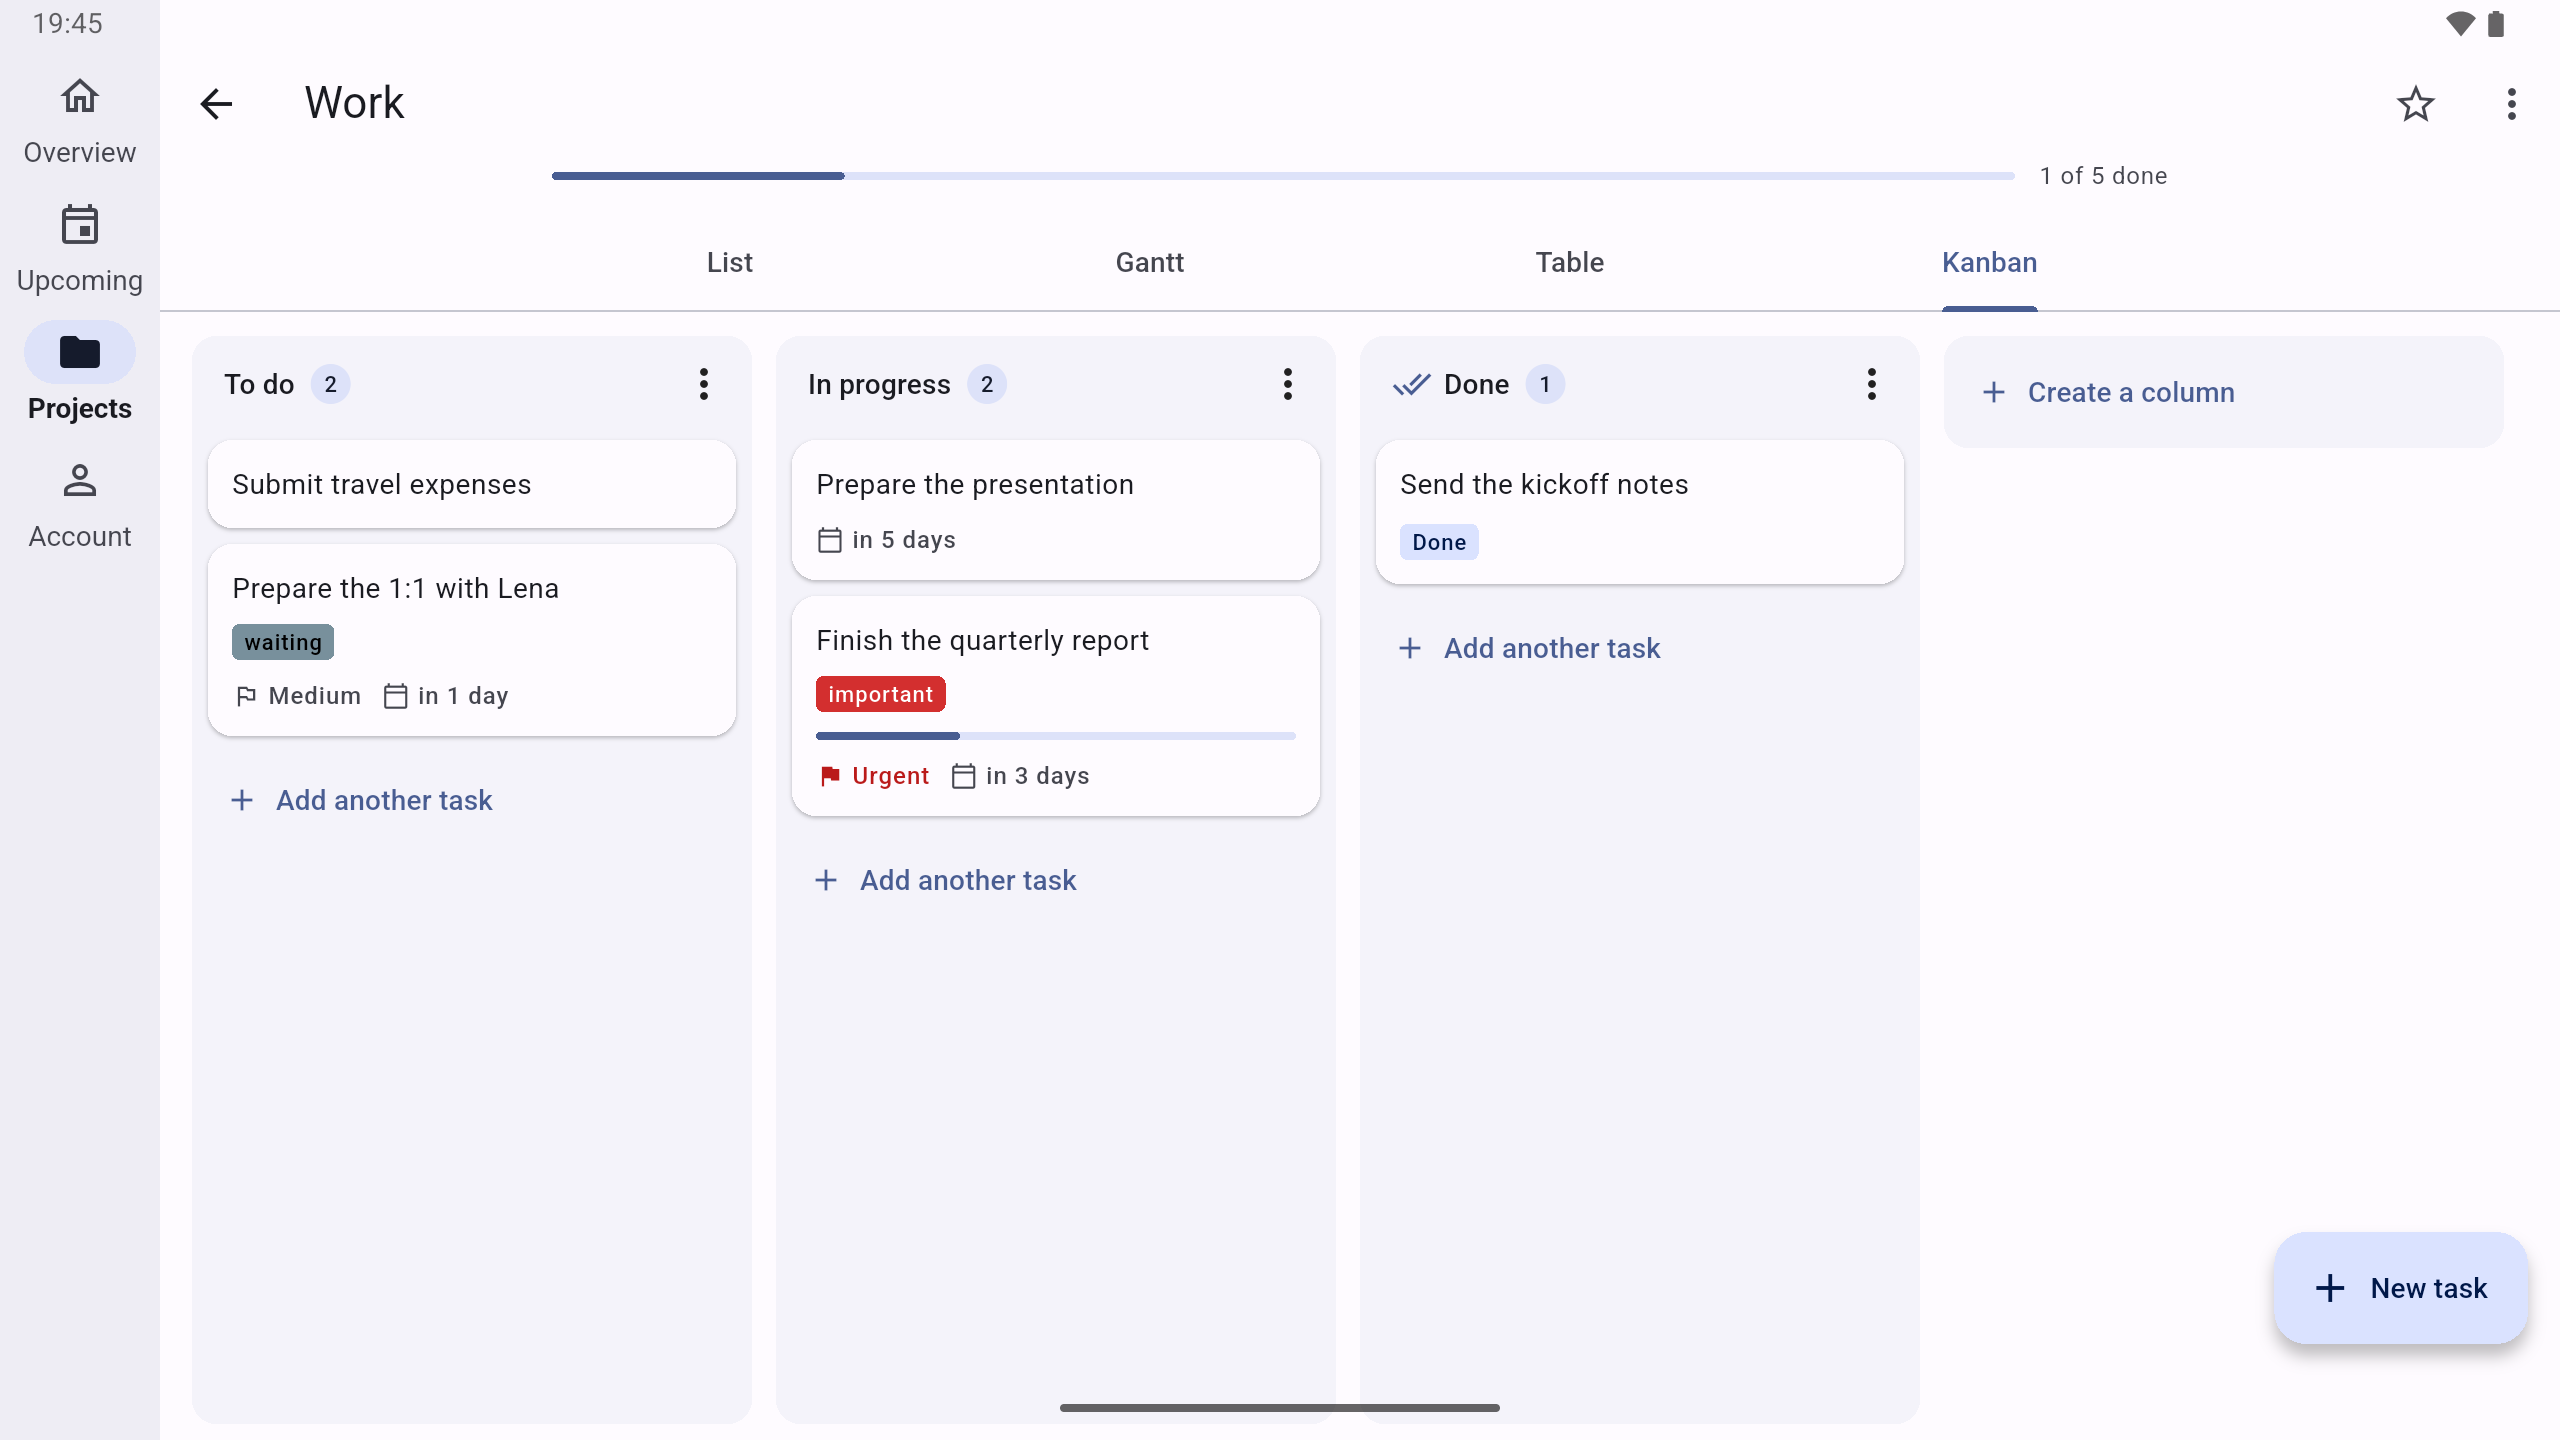 19:45
Overview
Upcoming
Projects
Account
Work
1 of 5 done
List
Gantt
Table
Kanban
To do 2
Submit travel expenses
Prepare the 1:1 with Lena
waiting
Medium in 1 day
Add another task
In progress 2
Prepare the presentation
in 5 days
Finish the quarterly report
important
Urgent in 3 days
Add another task
Done 1
Send the kickoff notes
Done
Add another task
Create a column
New task